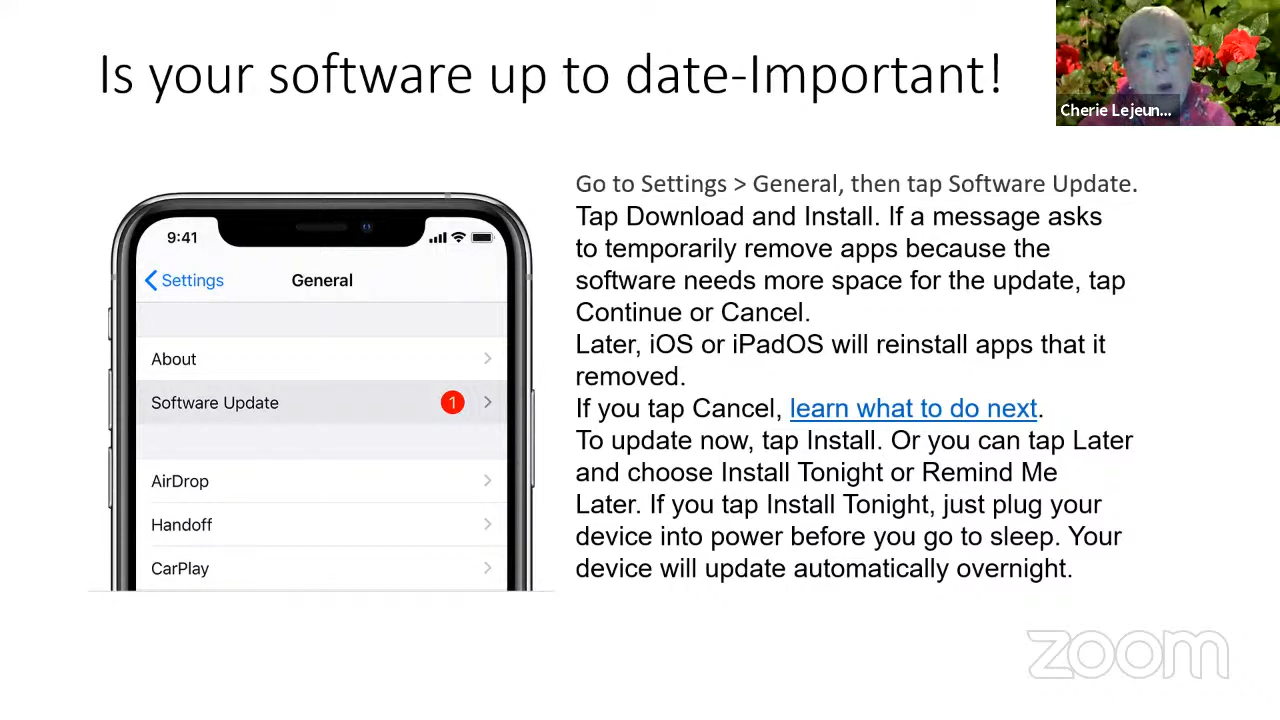 Is your software up to date-Important!
Cherie Lejeun...
Go to Settings > General, then tap Software Update.
Tap Download and Install. If a message asks
to temporarily remove apps because the
software needs more space for the update, tap
Continue or Cancel.
Later, iOS or iPadOS will reinstall apps that it
removed.
If you tap Cancel, learn what to do next.
To update now, tap Install. Or you can tap Later
and choose Install Tonight or Remind Me
Later. If you tap Install Tonight, just plug your
device into power before you go to sleep. Your
device will update automatically overnight.
9:41
Settings
General
About
Software Update 1
AirDrop
Handoff
CarPlay
zoom